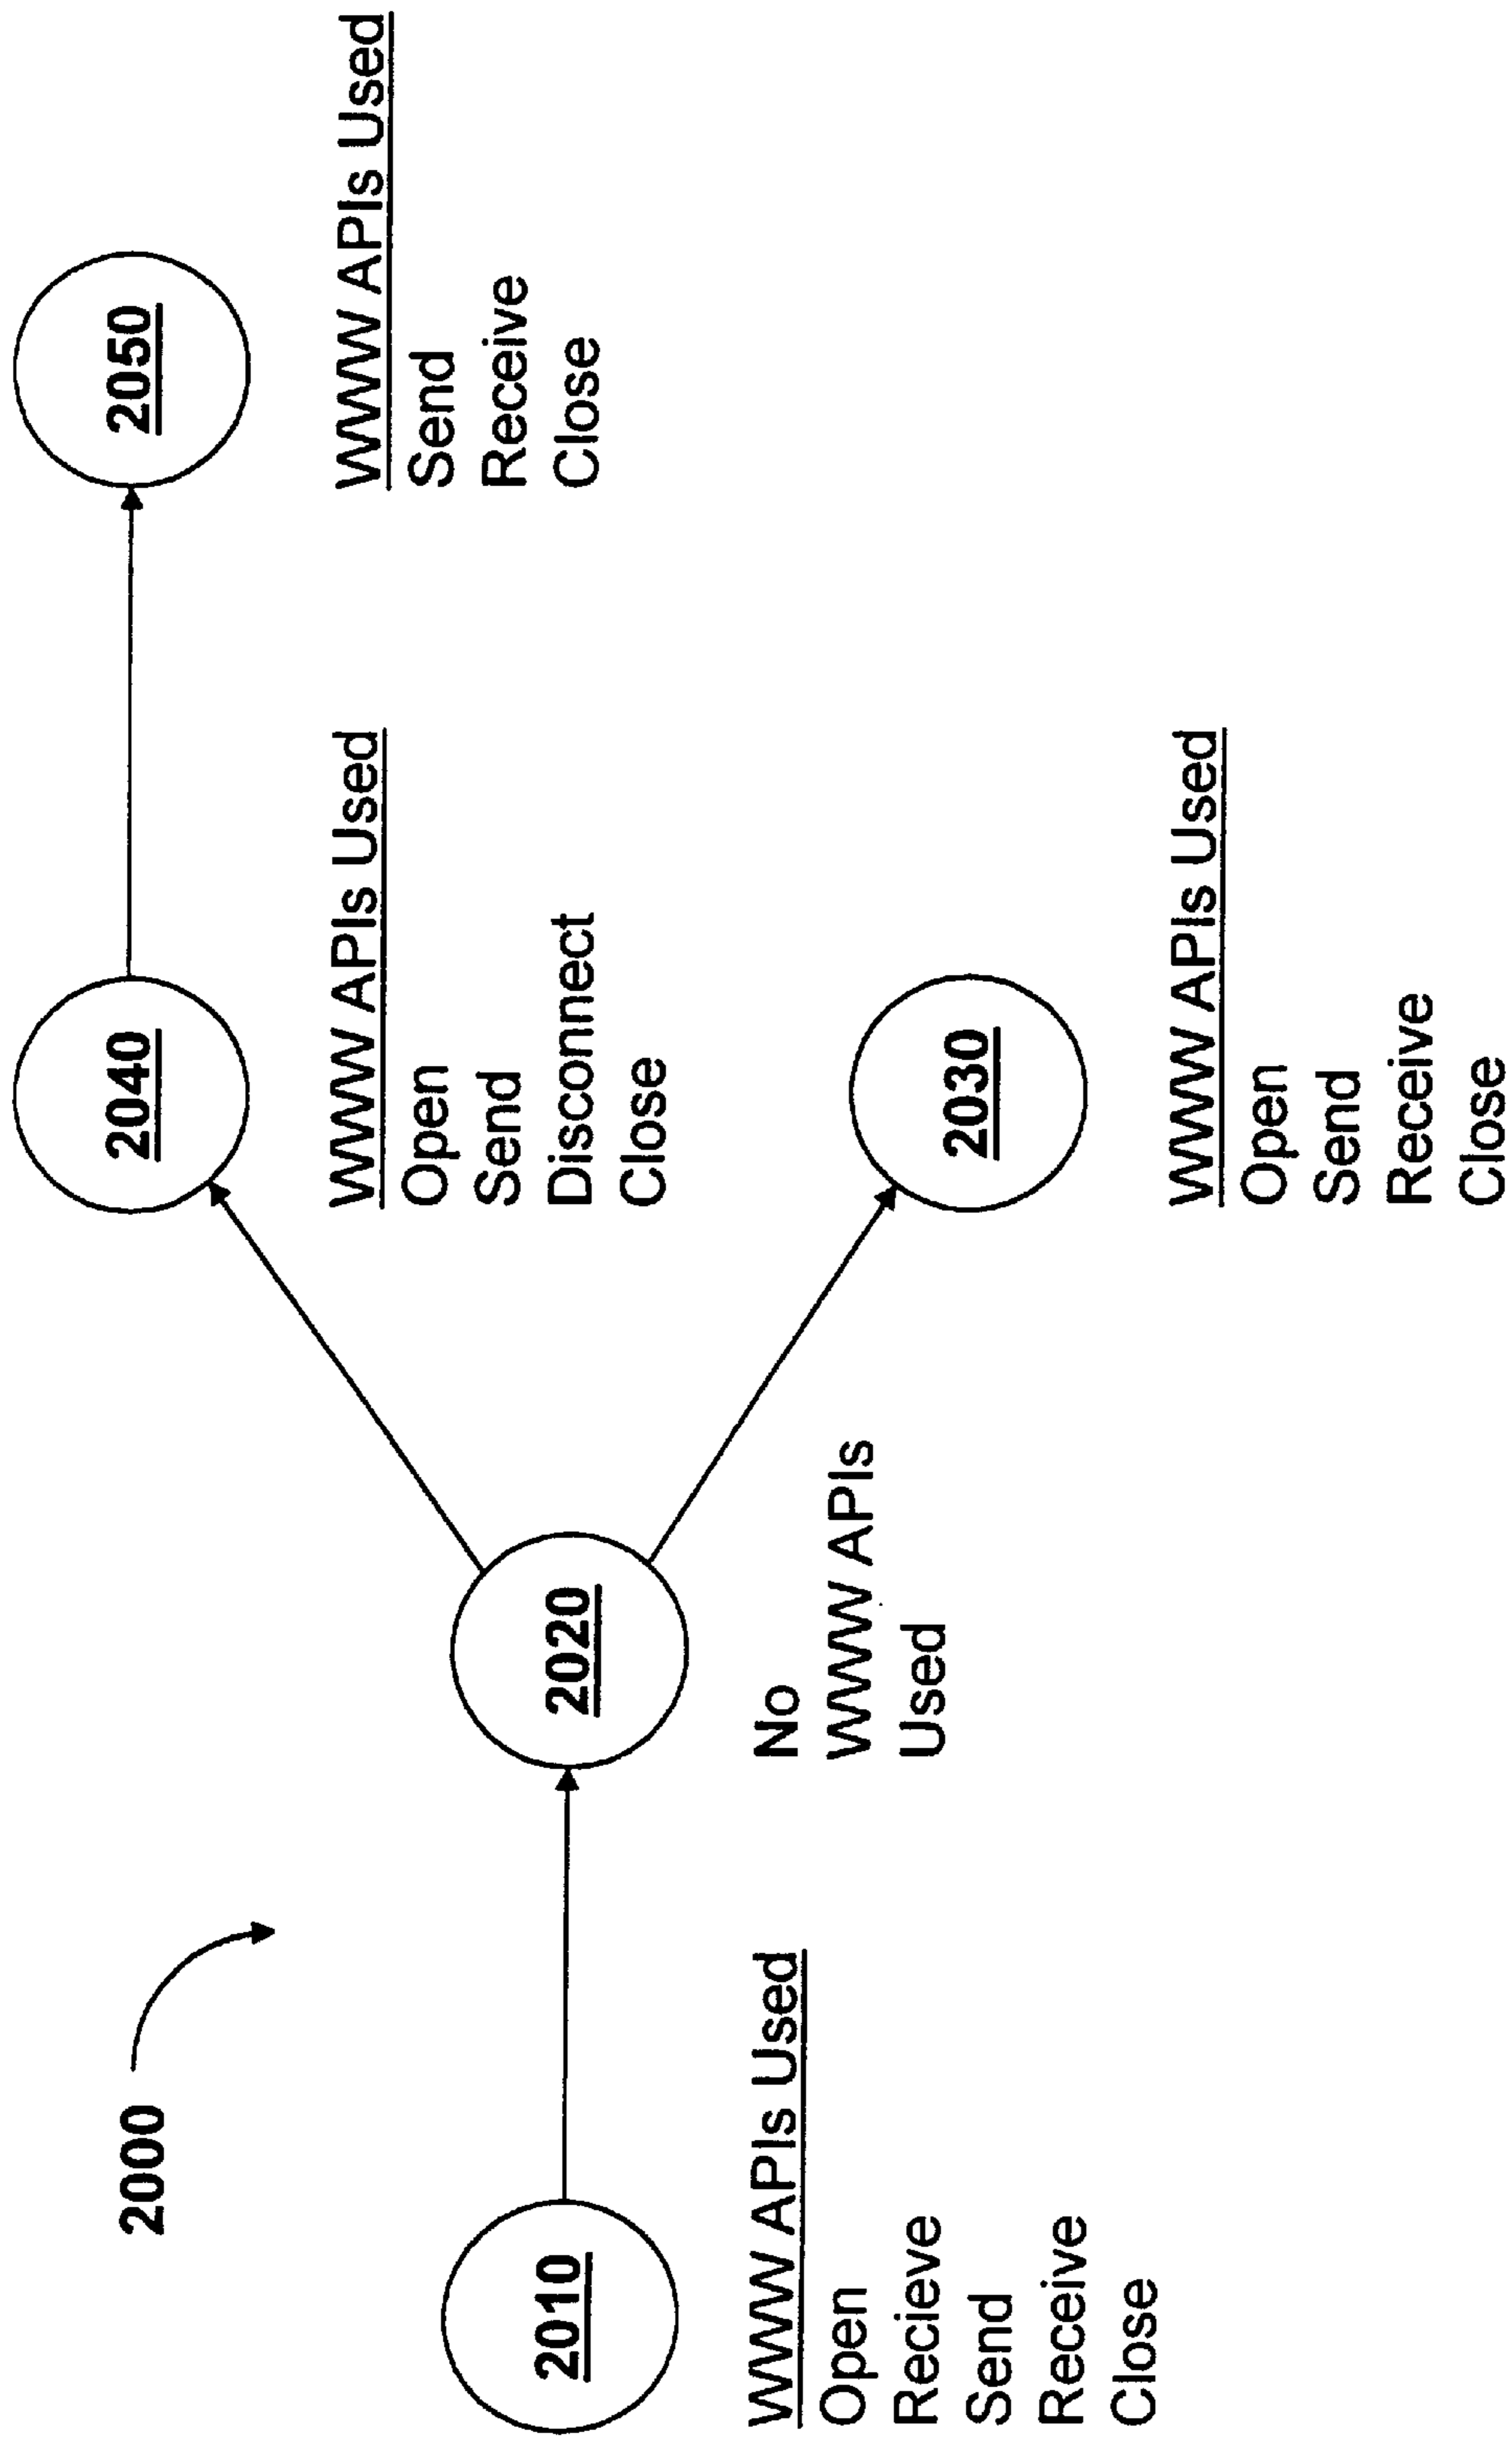 2000
2010
WWW APIs Used
Open
Recieve
Send
Receive
Close
2020
No
WWW APIs
Used
2040
WWW APIs Used
Open
Send
Disconnect
Close
2050
WWW APIs Used
Send
Receive
Close
2030
WWW APIs Used
Open
Send
Receive
Close